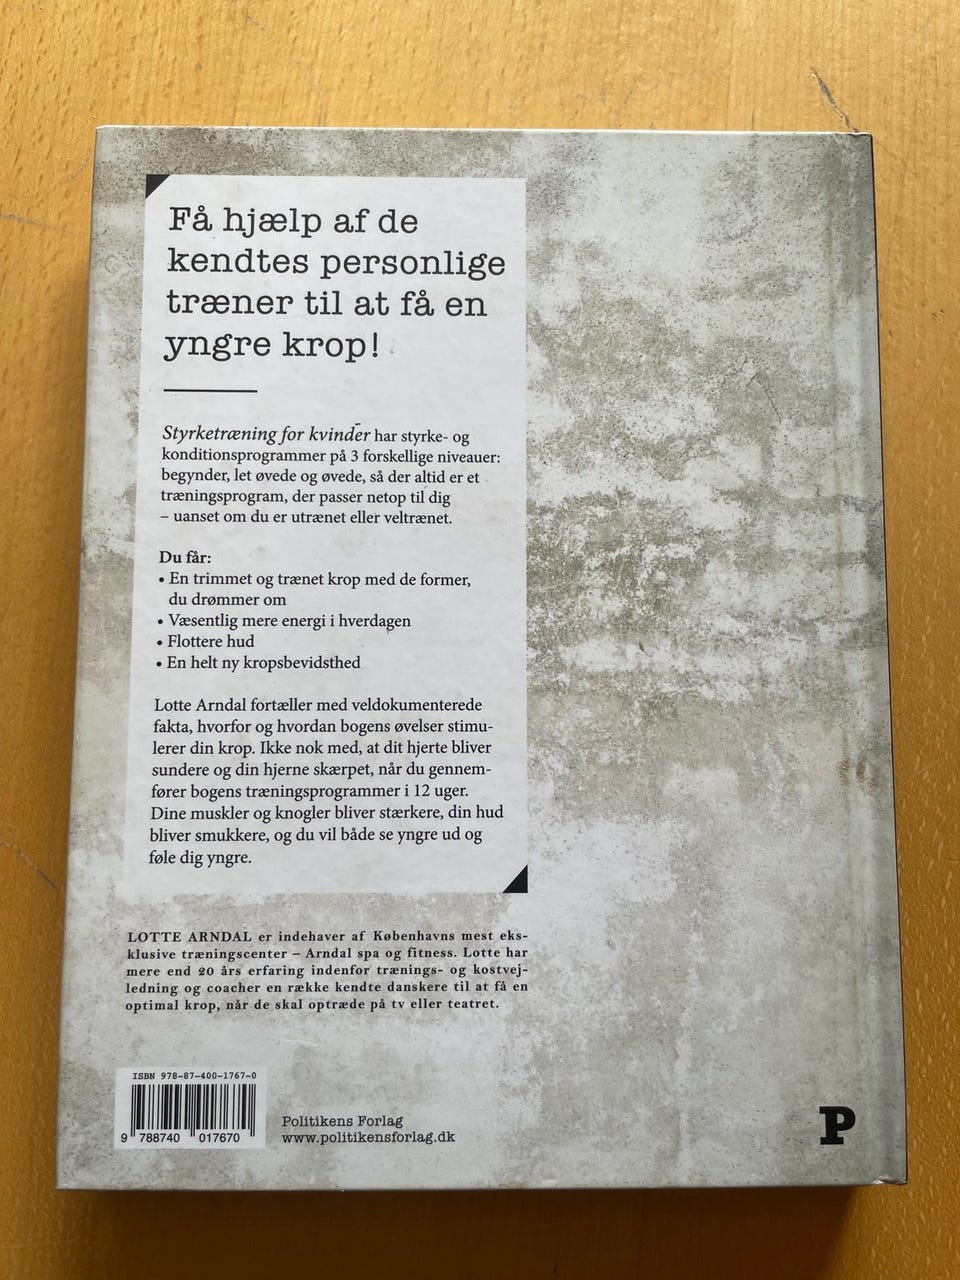 Få hjælp af de
kendtes personlige
træner til at få en
yngre krop!
Styrketræning for kvinder har styrke- og
konditionsprogrammer på 3 forskellige niveauer:
begynder, let øvede og øvede, så der altid er et
træningsprogram, der passer netop til dig
– uanset om du er utrænet eller veltrænet.
Du får:
• En trimmet og trænet krop med de former,
du drømmer om
• Væsentlig mere energi i hverdagen
• Flottere hud
• En helt ny kropsbevidsthed
Lotte Arndal fortæller med veldokumenterede
fakta, hvorfor og hvordan bogens øvelser stimu-
lerer din krop. Ikke nok med, at dit hjerte bliver
sundere og din hjerne skærpet, når du gennem-
fører bogens træningsprogrammer i 12 uger.
Dine muskler og knogler bliver stærkere, din hud
bliver smukkere, og du vil både se yngre ud og
føle dig yngre.
LOTTE ARNDAL er indehaver af Københavns mest eks-
klusive træningscenter – Arndal spa og fitness. Lotte har
mere end 20 års erfaring indenfor trænings- og kostvej-
ledning og coacher en række kendte danskere til at få en
optimal krop, når de skal optræde på tv eller teatret.
ISBN 978-87-400-1767-0
9 788740 017670
Politikens Forlag
www.politikensforlag.dk
P